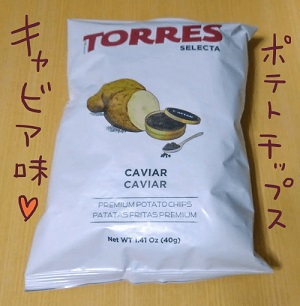 TORRES
SELECTA
CAVIAR
CAVIAR
PREMIUM POTATO CHIPS
PATATAS FRITAS PREMIUM
Net WT 1.41 Oz (40g)
ポテトチップス
キャビア味♡